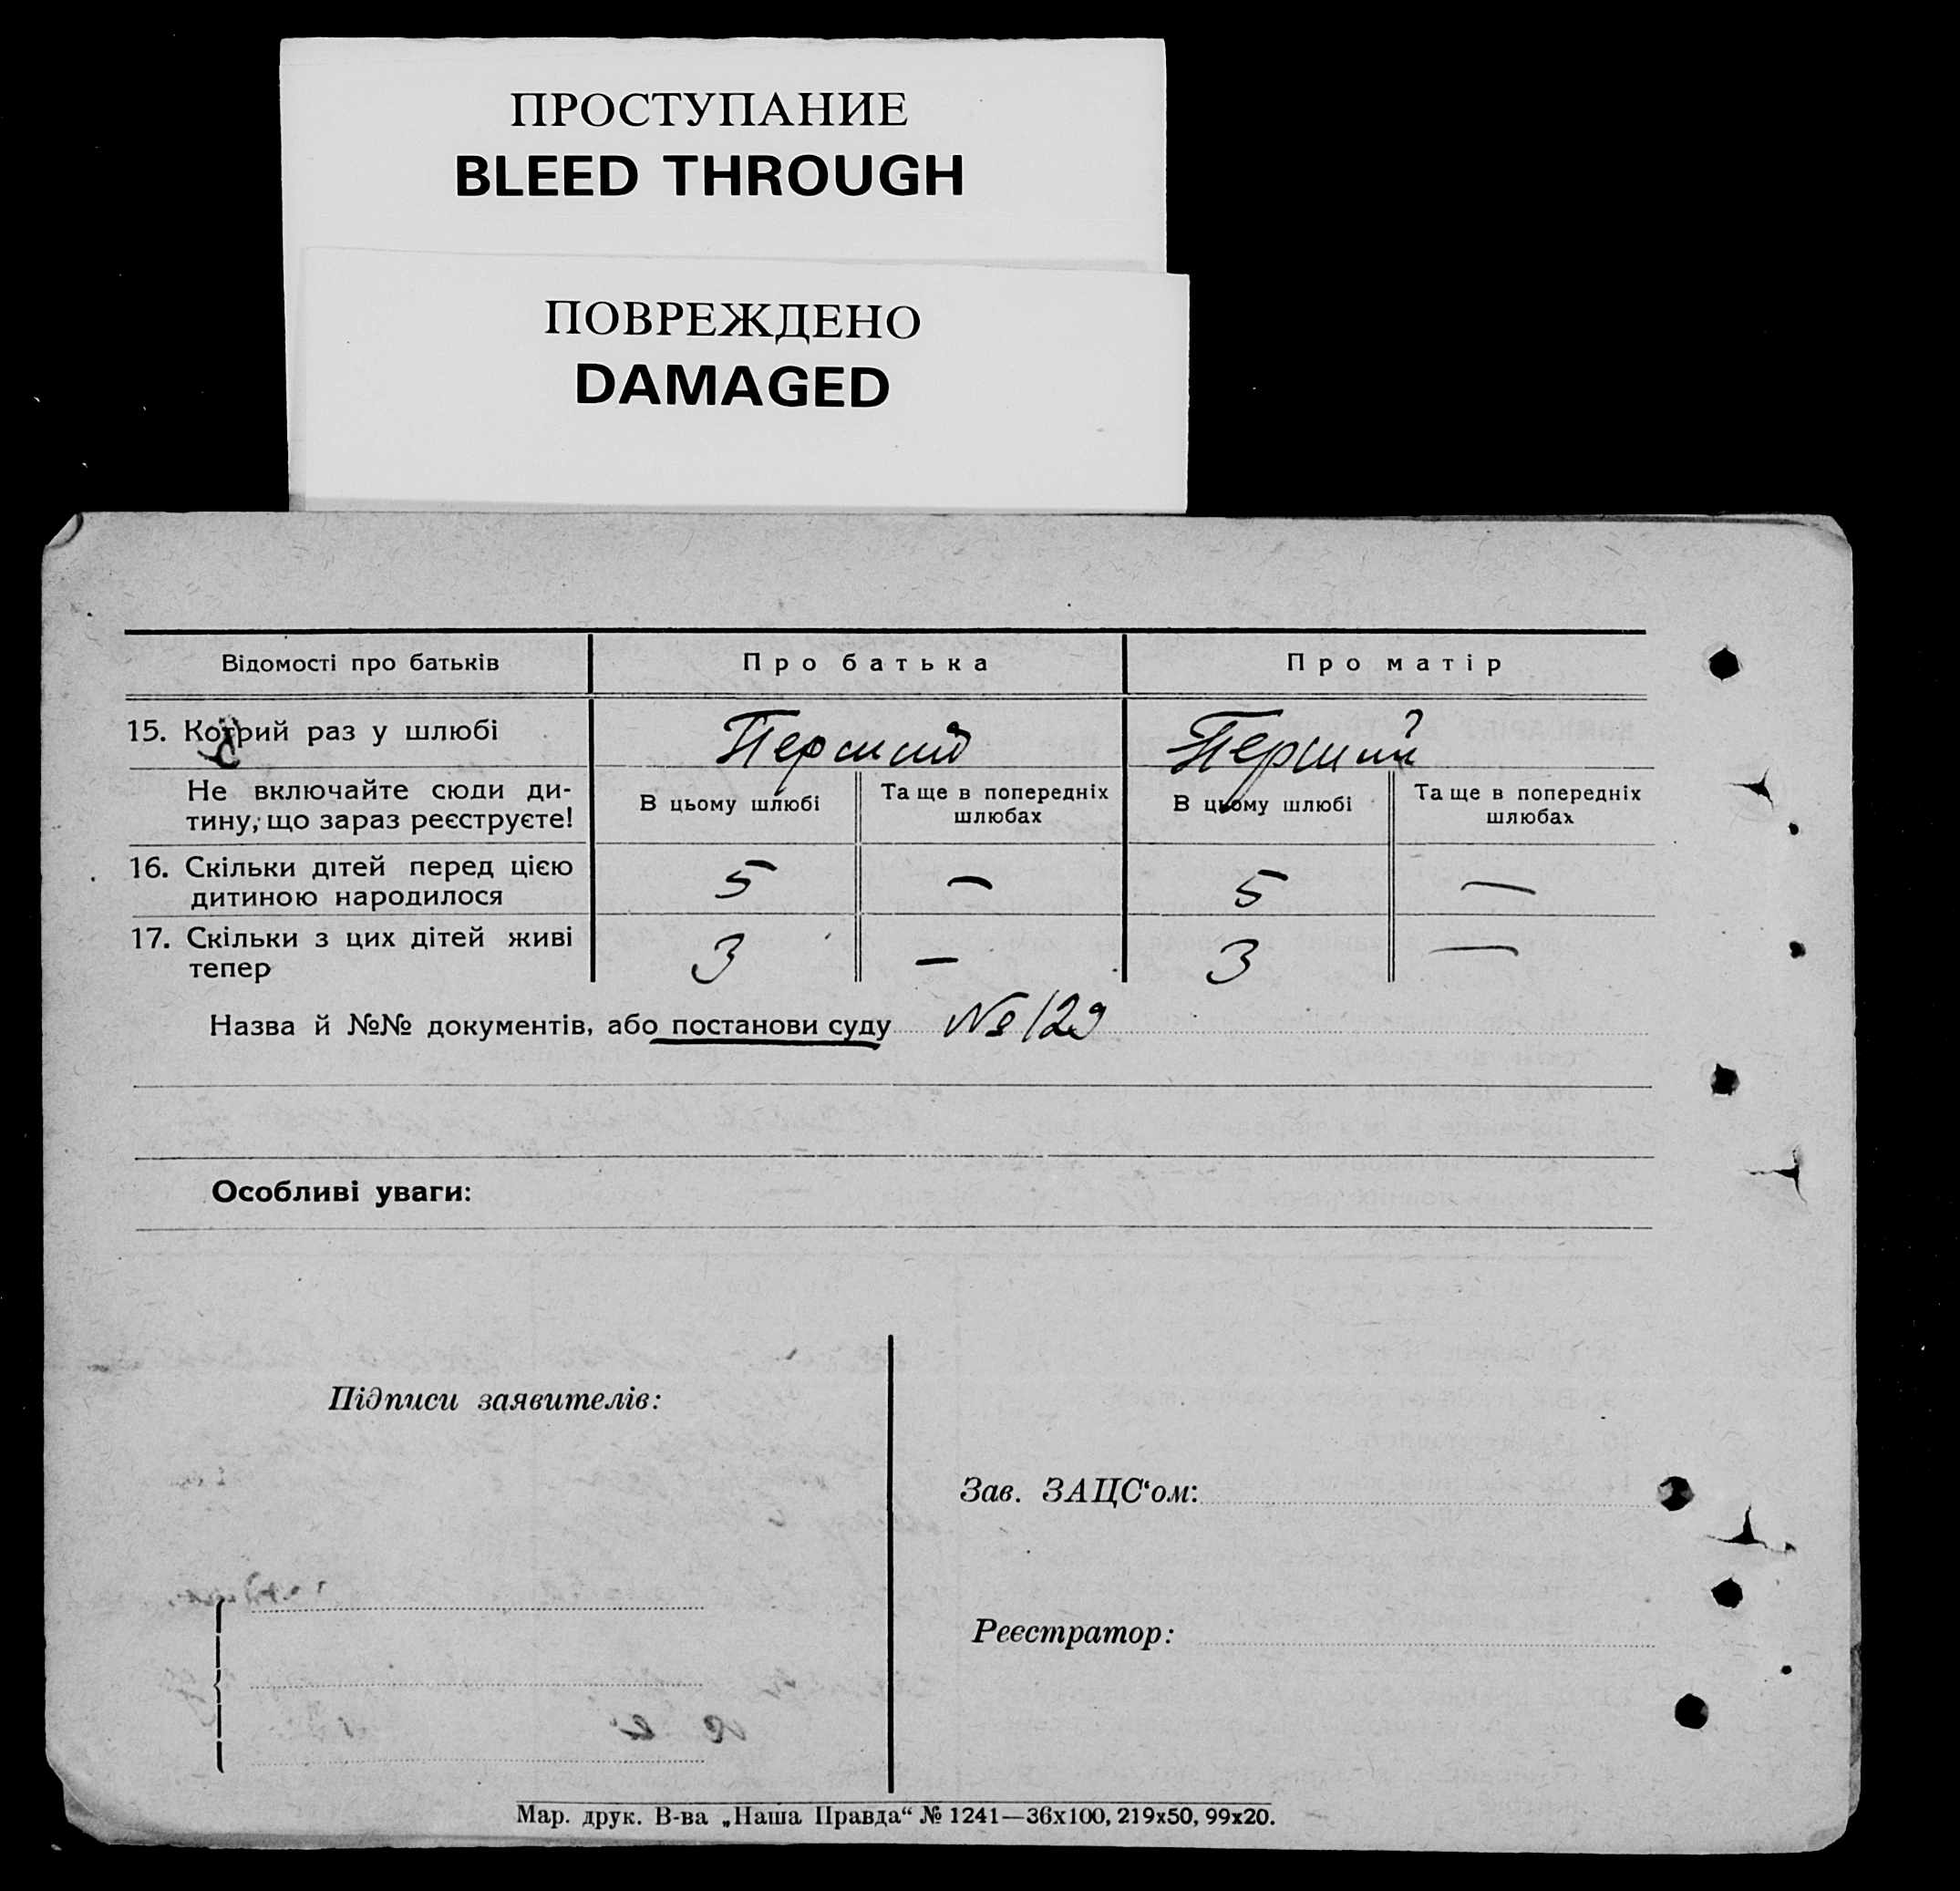 ПРОСТУПАНИЕ
BLEED THROUGH
ПОВРЕЖДЕНО
DAMAGED
Відомості про батьків Про батька Про матір
15. Котрий раз у шлюбі Перший Перший
Не включайте сюди ди-
тину, що зараз реєструєте!
В цьому шлюбі
Та ще в попередніх
шлюбах
В цьому шлюбі
Та ще в попередніх
шлюбах
16. Скільки дітей перед цією
дитиною народилося
5 — 5 —
17. Скільки з цих дітей живі
тепер
3 — 3 —
Назва й №№ документів, або постанови суду № 129
Особливі уваги:
Підписи заявителів:
Зав. ЗАЦС‘ом:
Реєстратор:
Мар. друк. В-ва „Наша Правда“ № 1241—36х100, 219х50, 99х20.